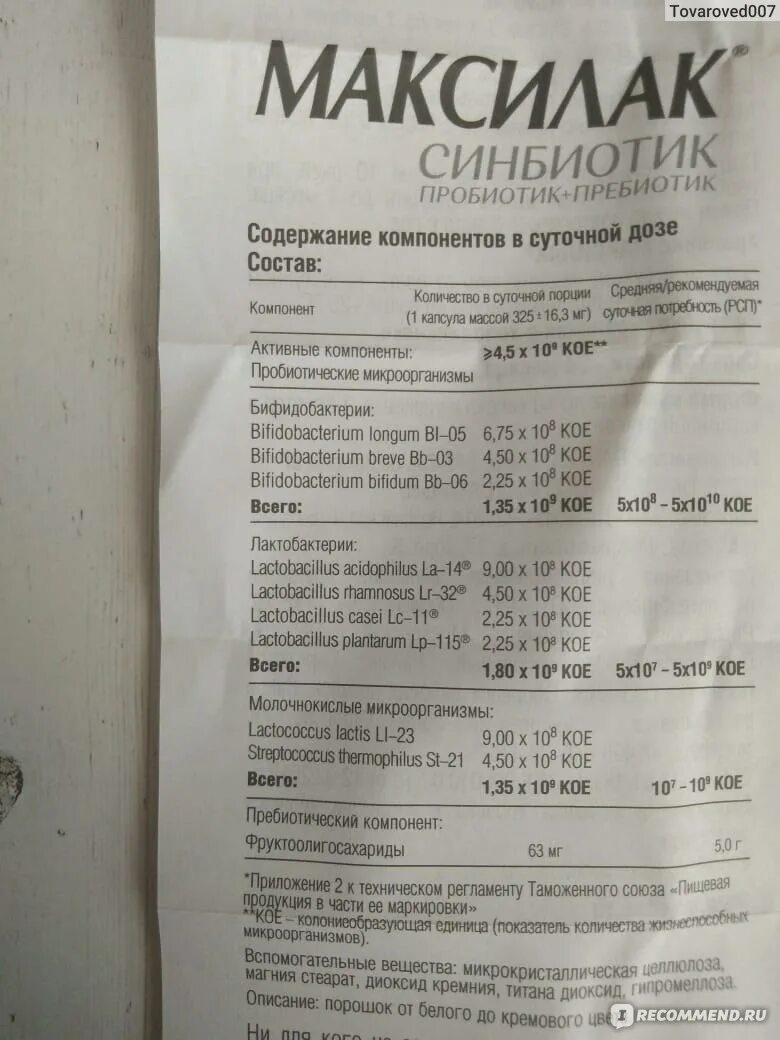 Tovaroved007
МАКСИЛАК®
СИНБИОТИК
ПРОБИОТИК+ПРЕБИОТИК
Содержание компонентов в суточной дозе
Состав:
Компонент Количество в суточной порции Средняя/рекомендуемая
(1 капсула массой 325 ± 16,3 мг) суточная потребность (РСП)*
Активные компоненты: ⩾4,5 х 10⁹ КОЕ**
Пробиотические микроорганизмы
Бифидобактерии:
Bifidobacterium longum Bl–05 6,75 х 10⁸ КОЕ
Bifidobacterium breve Bb–03 4,50 х 10⁸ КОЕ
Bifidobacterium bifidum Bb–06 2,25 х 10⁸ КОЕ
Всего: 1,35 х 10⁹ КОЕ 5х10⁸ – 5х10¹⁰ КОЕ
Лактобактерии:
Lactobacillus acidophilus La–14® 9,00 х 10⁸ КОЕ
Lactobacillus rhamnosus Lr–32® 4,50 х 10⁸ КОЕ
Lactobacillus casei Lc–11® 2,25 х 10⁸ КОЕ
Lactobacillus plantarum Lp–115® 2,25 х 10⁸ КОЕ
Всего: 1,80 х 10⁹ КОЕ 5х10⁷ – 5х10⁹ КОЕ
Молочнокислые микроорганизмы:
Lactococcus lactis Ll–23 9,00 х 10⁸ КОЕ
Streptococcus thermophilus St–21 4,50 х 10⁸ КОЕ
Всего: 1,35 х 10⁹ КОЕ 10⁷ – 10⁹ КОЕ
Пребиотический компонент:
Фруктоолигосахариды 63 мг 5,0 г
*Приложение 2 к техническом регламенту Таможенного союза «Пищевая
продукция в части ее маркировки»
**КОЕ – колониеобразующая единица (показатель количества жизнеспособных
микроорганизмов).
Вспомогательные вещества: микрокристаллическая целлюлоза,
магния стеарат, диоксид кремния, титана диоксид, гипромеллоза.
Описание: порошок от белого до кремового
IRECOMMEND.RU